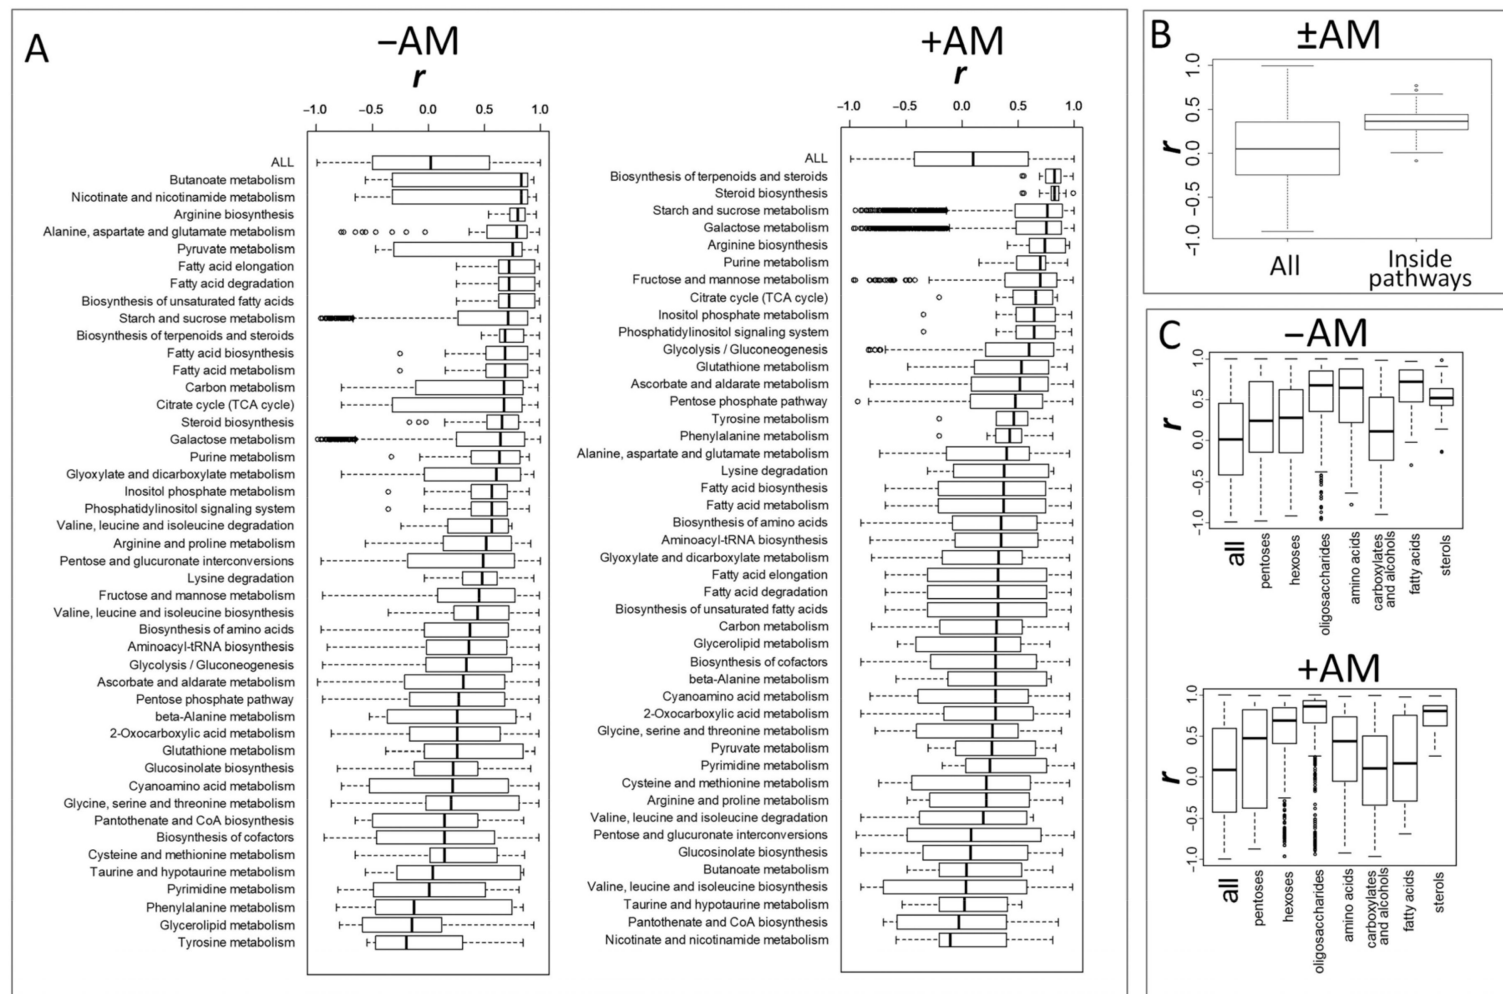 A
−AM
r
−1.0 −0.5 0.0 0.5 1.0
ALL
Butanoate metabolism
Nicotinate and nicotinamide metabolism
Arginine biosynthesis
Alanine, aspartate and glutamate metabolism
Pyruvate metabolism
Fatty acid elongation
Fatty acid degradation
Biosynthesis of unsaturated fatty acids
Starch and sucrose metabolism
Biosynthesis of terpenoids and steroids
Fatty acid biosynthesis
Fatty acid metabolism
Carbon metabolism
Citrate cycle (TCA cycle)
Steroid biosynthesis
Galactose metabolism
Purine metabolism
Glyoxylate and dicarboxylate metabolism
Inositol phosphate metabolism
Phosphatidylinositol signaling system
Valine, leucine and isoleucine degradation
Arginine and proline metabolism
Pentose and glucuronate interconversions
Lysine degradation
Fructose and mannose metabolism
Valine, leucine and isoleucine biosynthesis
Biosynthesis of amino acids
Aminoacyl-tRNA biosynthesis
Glycolysis / Gluconeogenesis
Ascorbate and aldarate metabolism
Pentose phosphate pathway
beta-Alanine metabolism
2-Oxocarboxylic acid metabolism
Glutathione metabolism
Glucosinolate biosynthesis
Cyanoamino acid metabolism
Glycine, serine and threonine metabolism
Pantothenate and CoA biosynthesis
Biosynthesis of cofactors
Cysteine and methionine metabolism
Taurine and hypotaurine metabolism
Pyrimidine metabolism
Phenylalanine metabolism
Glycerolipid metabolism
Tyrosine metabolism
+AM
r
−1.0 −0.5 0.0 0.5 1.0
ALL
Biosynthesis of terpenoids and steroids
Steroid biosynthesis
Starch and sucrose metabolism
Galactose metabolism
Arginine biosynthesis
Purine metabolism
Fructose and mannose metabolism
Citrate cycle (TCA cycle)
Inositol phosphate metabolism
Phosphatidylinositol signaling system
Glycolysis / Gluconeogenesis
Glutathione metabolism
Ascorbate and aldarate metabolism
Pentose phosphate pathway
Tyrosine metabolism
Phenylalanine metabolism
Alanine, aspartate and glutamate metabolism
Lysine degradation
Fatty acid biosynthesis
Fatty acid metabolism
Biosynthesis of amino acids
Aminoacyl-tRNA biosynthesis
Glyoxylate and dicarboxylate metabolism
Fatty acid elongation
Fatty acid degradation
Biosynthesis of unsaturated fatty acids
Carbon metabolism
Glycerolipid metabolism
Biosynthesis of cofactors
beta-Alanine metabolism
Cyanoamino acid metabolism
2-Oxocarboxylic acid metabolism
Glycine, serine and threonine metabolism
Pyruvate metabolism
Pyrimidine metabolism
Cysteine and methionine metabolism
Arginine and proline metabolism
Valine, leucine and isoleucine degradation
Pentose and glucuronate interconversions
Glucosinolate biosynthesis
Butanoate metabolism
Valine, leucine and isoleucine biosynthesis
Taurine and hypotaurine metabolism
Pantothenate and CoA biosynthesis
Nicotinate and nicotinamide metabolism
B
±AM
r
1.0
0.5
0.0
−0.5
−1.0
All
Inside
pathways
C
−AM
r
1.0
0.5
0.0
−0.5
−1.0
all
pentoses
hexoses
oligosaccharides
amino acids
carboxylates
and alcohols
fatty acids
sterols
+AM
r
1.0
0.5
0.0
−0.5
−1.0
all
pentoses
hexoses
oligosaccharides
amino acids
carboxylates
and alcohols
fatty acids
sterols